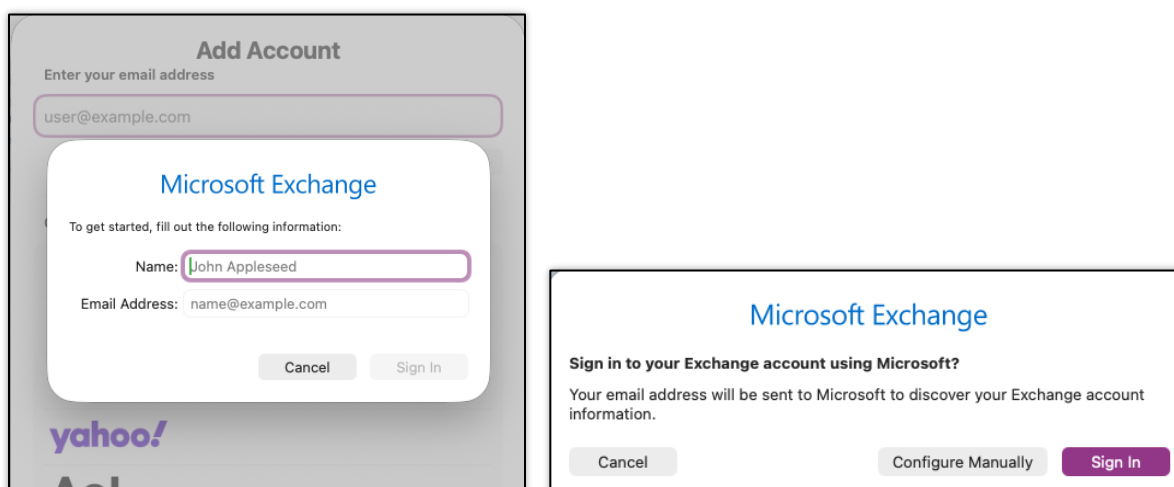 Add Account
Enter your email address
user@example.com
Microsoft Exchange
To get started, fill out the following information:
Name: John Appleseed
Email Address: name@example.com
Cancel Sign In
yahoo!
Microsoft Exchange
Sign in to your Exchange account using Microsoft?
Your email address will be sent to Microsoft to discover your Exchange account
information.
Cancel Configure Manually Sign In